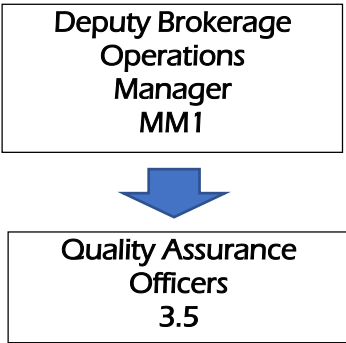 Deputy Brokerage
Operations
Manager
MM1
Quality Assurance
Officers
3.5